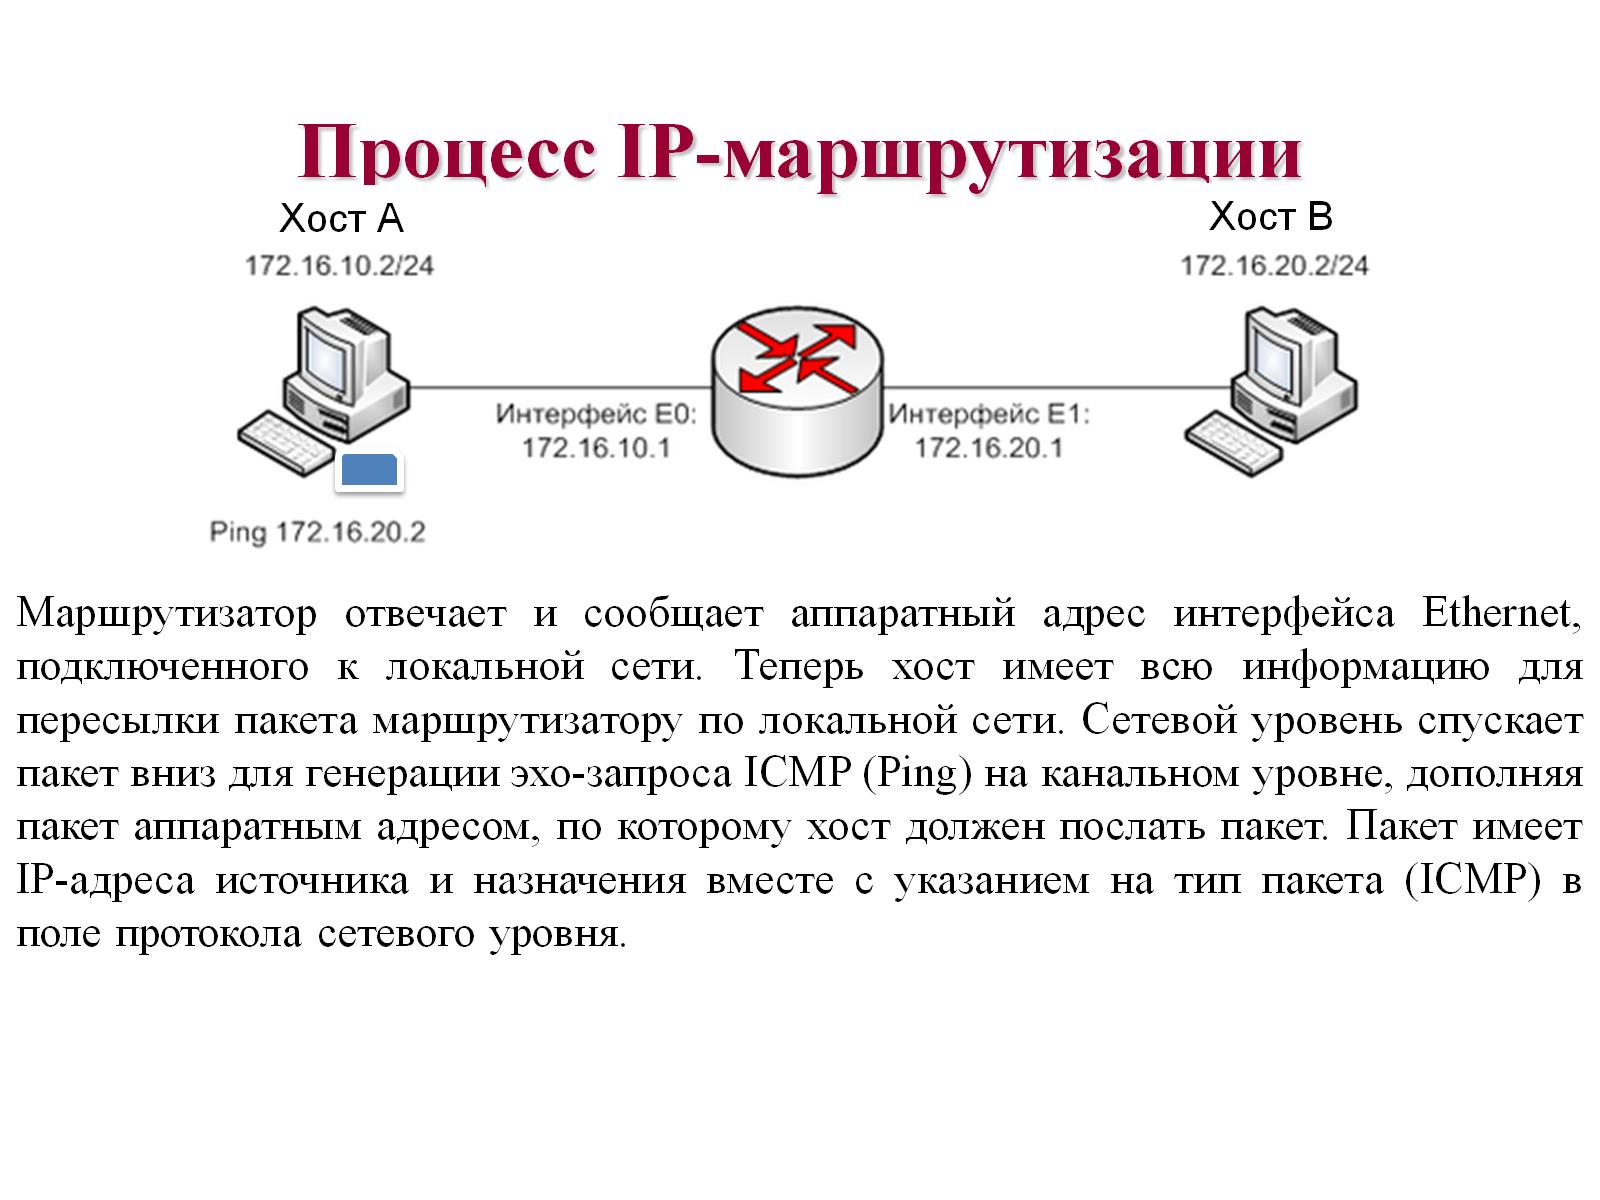 Процесс IP-маршрутизации
Хост A
Хост B
172.16.10.2/24
172.16.20.2/24
Интерфейс E0:
172.16.10.1
Интерфейс E1:
172.16.20.1
Ping 172.16.20.2
Маршрутизатор отвечает и сообщает аппаратный адрес интерфейса Ethernet,
подключенного к локальной сети. Теперь хост имеет всю информацию для
пересылки пакета маршрутизатору по локальной сети. Сетевой уровень спускает
пакет вниз для генерации эхо-запроса ICMP (Ping) на канальном уровне, дополняя
пакет аппаратным адресом, по которому хост должен послать пакет. Пакет имеет
IP-адреса источника и назначения вместе с указанием на тип пакета (ICMP) в
поле протокола сетевого уровня.